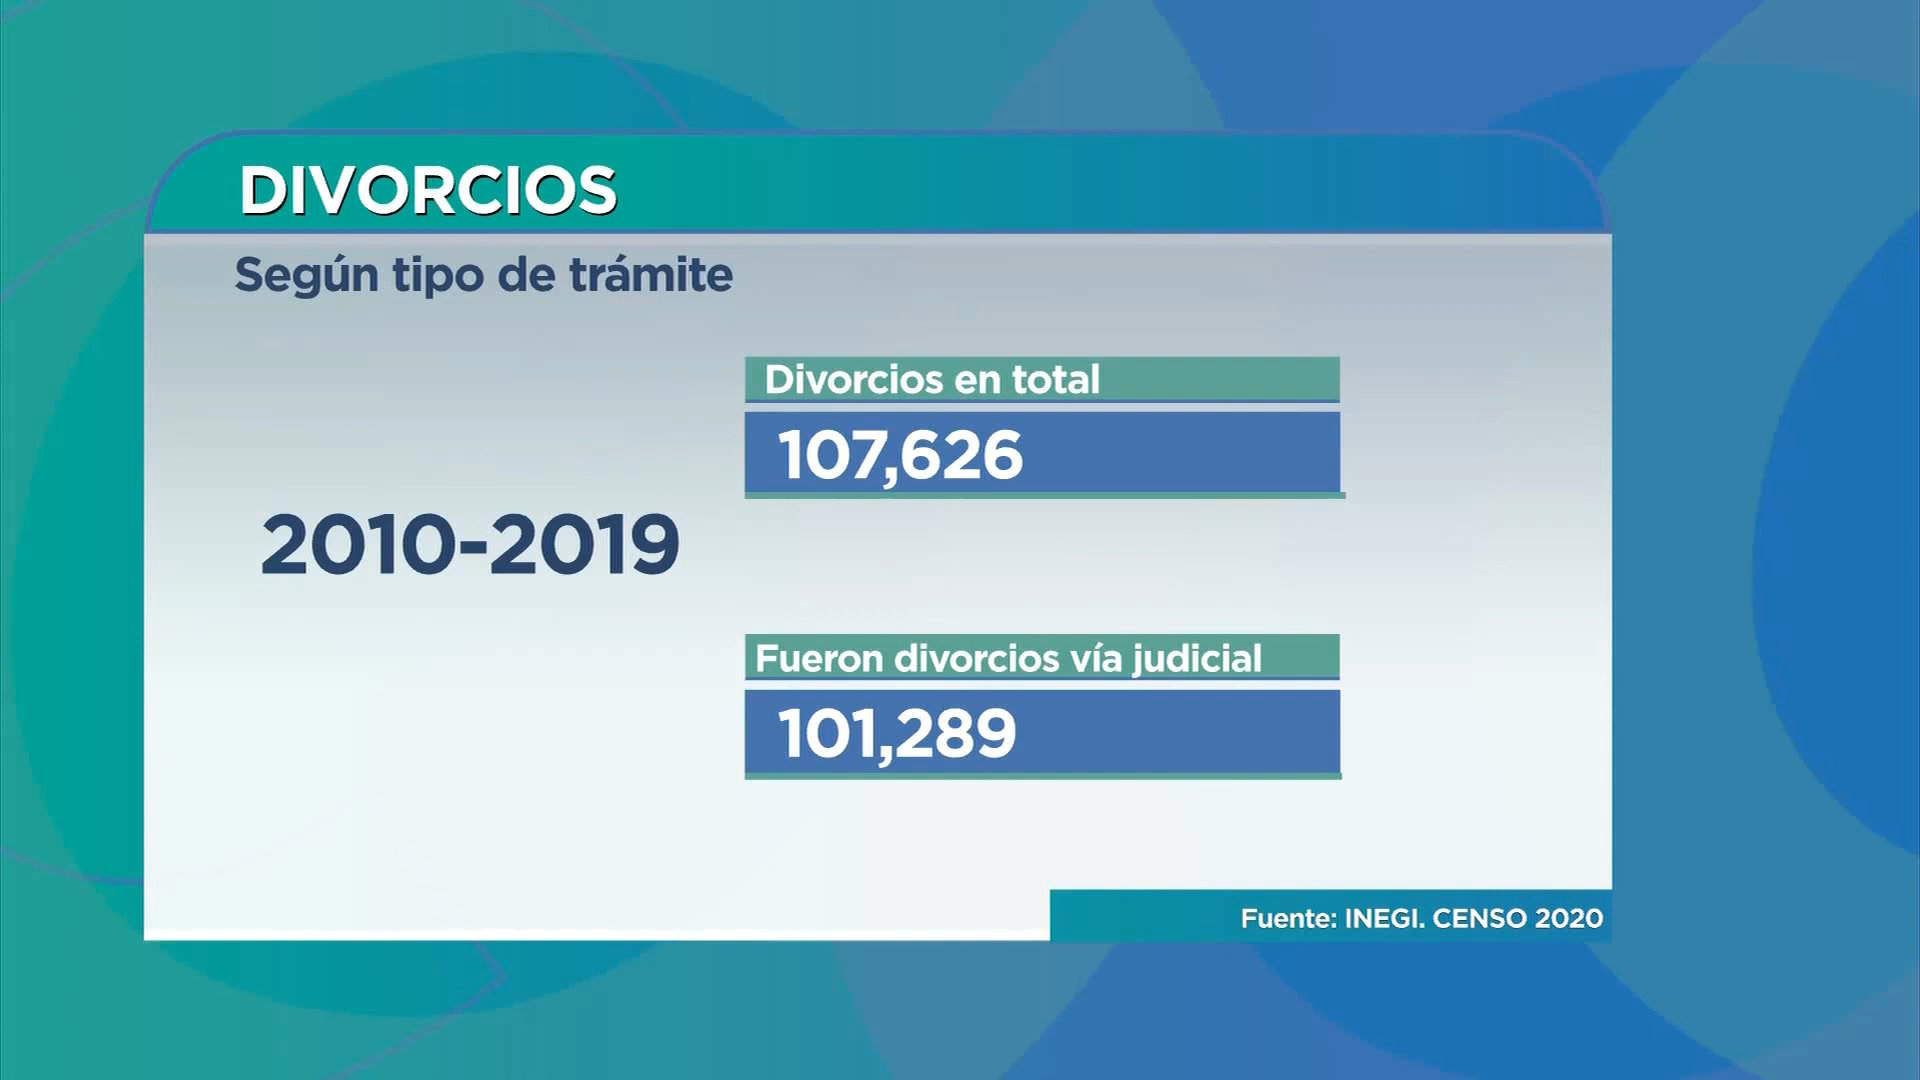 DIVORCIOS
Según tipo de trámite
Divorcios en total
107,626
2010-2019
Fueron divorcios vía judicial
101,289
Fuente: INEGI. CENSO 2020